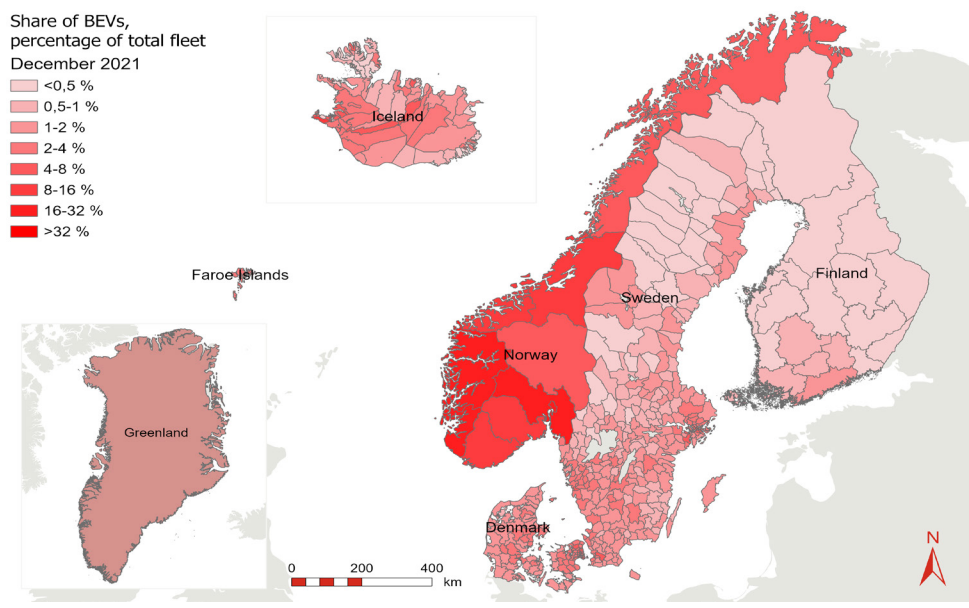 Share of BEVs,
percentage of total fleet
December 2021
<0,5 %
0,5-1 %
1-2 %
2-4 %
4-8 %
8-16 %
16-32 %
>32 %
Iceland
Faroe Islands
Greenland
Norway
Sweden
Finland
Denmark
0 200 400
km
N